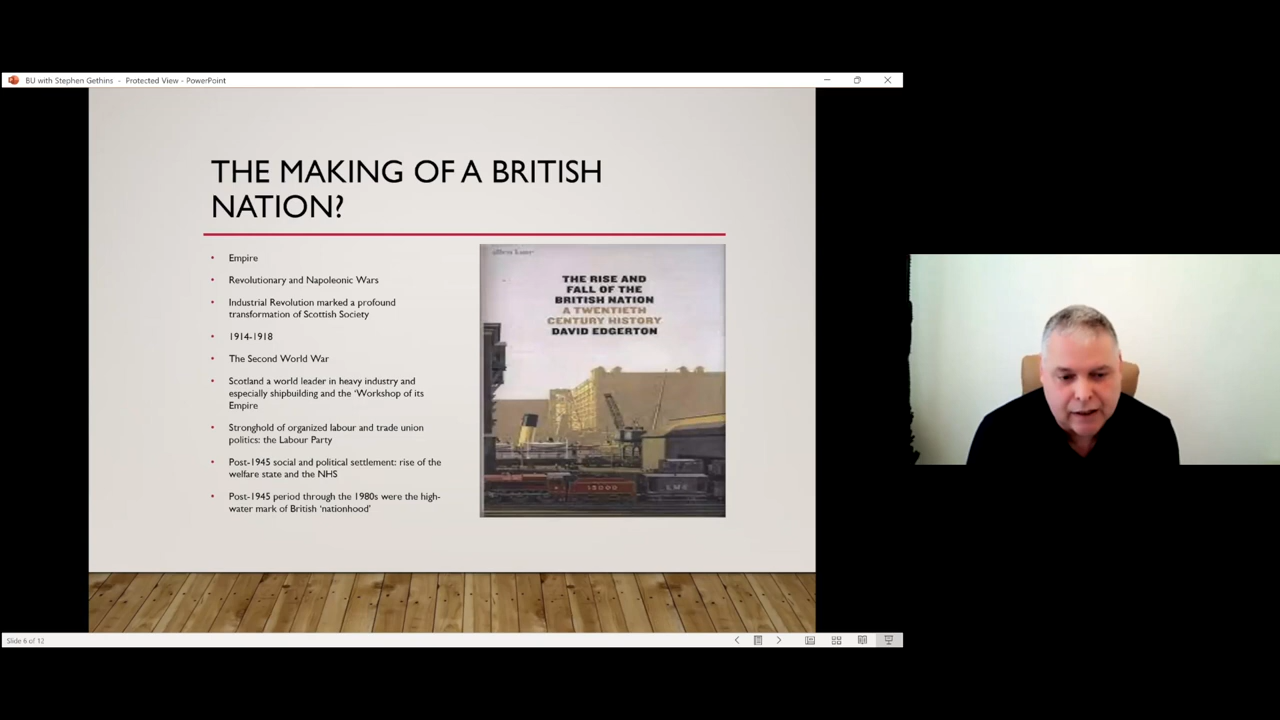 BU with Stephen Gethins - Protected View - PowerPoint
THE MAKING OF A BRITISH
NATION?
• Empire
• Revolutionary and Napoleonic Wars
• Industrial Revolution marked a profound
transformation of Scottish Society
• 1914-1918
• The Second World War
• Scotland a world leader in heavy industry and
especially shipbuilding and the ‘Workshop of its
Empire
• Stronghold of organized labour and trade union
politics: the Labour Party
• Post-1945 social and political settlement: rise of the
welfare state and the NHS
• Post-1945 period through the 1980s were the high-
water mark of British ‘nationhood’
allen lane
THE RISE AND
FALL OF THE
BRITISH NATION
A TWENTIETH
CENTURY HISTORY
DAVID EDGERTON
LMS
Slide 6 of 12